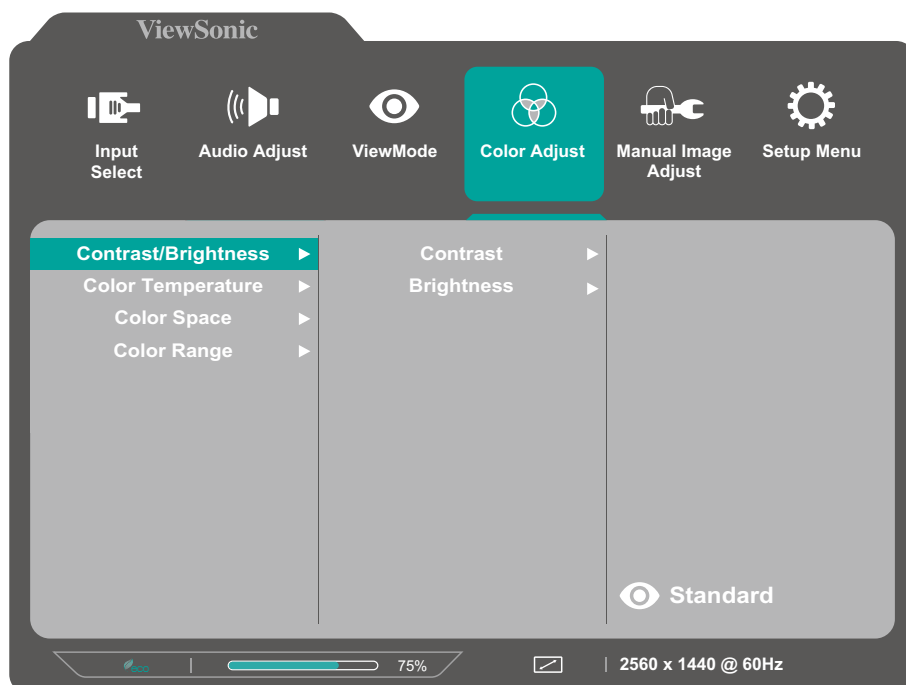 ViewSonic
Input Select
Audio Adjust
ViewMode
Color Adjust
Manual Image Adjust
Setup Menu
Contrast/Brightness
Color Temperature
Color Space
Color Range
Contrast
Brightness
Standard
eco
75%
2560 x 1440 @ 60Hz